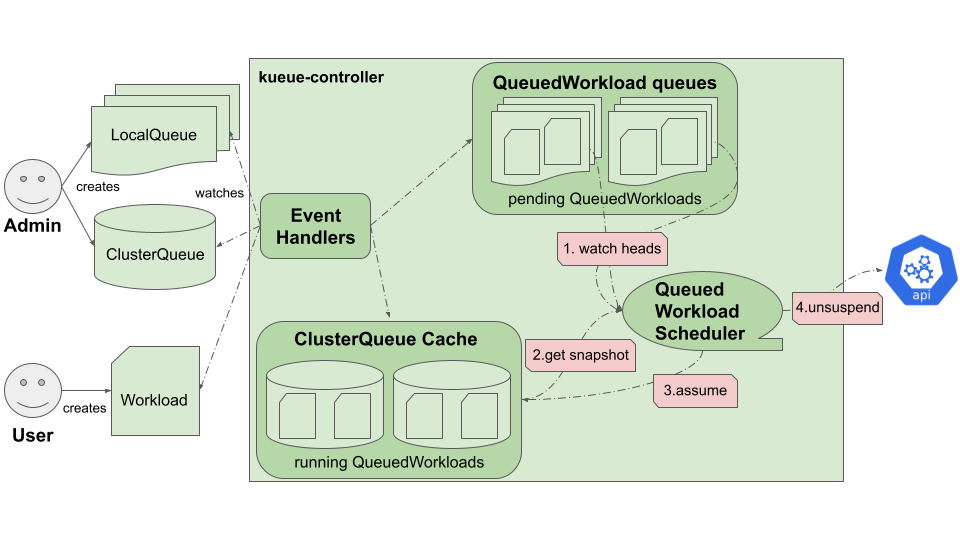 kueue-controller
QueuedWorkload queues
LocalQueue
creates
watches
pending QueuedWorkloads
Admin
Event
Handlers
ClusterQueue
1. watch heads
Queued
Workload
Scheduler
api
4.unsuspend
ClusterQueue Cache
2.get snapshot
3.assume
Workload
creates
User
running QueuedWorkloads